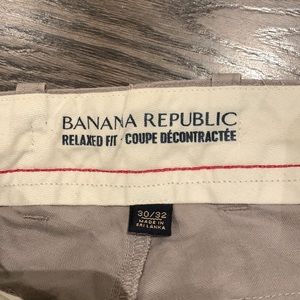 BANANA REPUBLIC
RELAXED FIT · COUPE DÉCONTRACTÉE
30/32
MADE IN
SRI LANKA